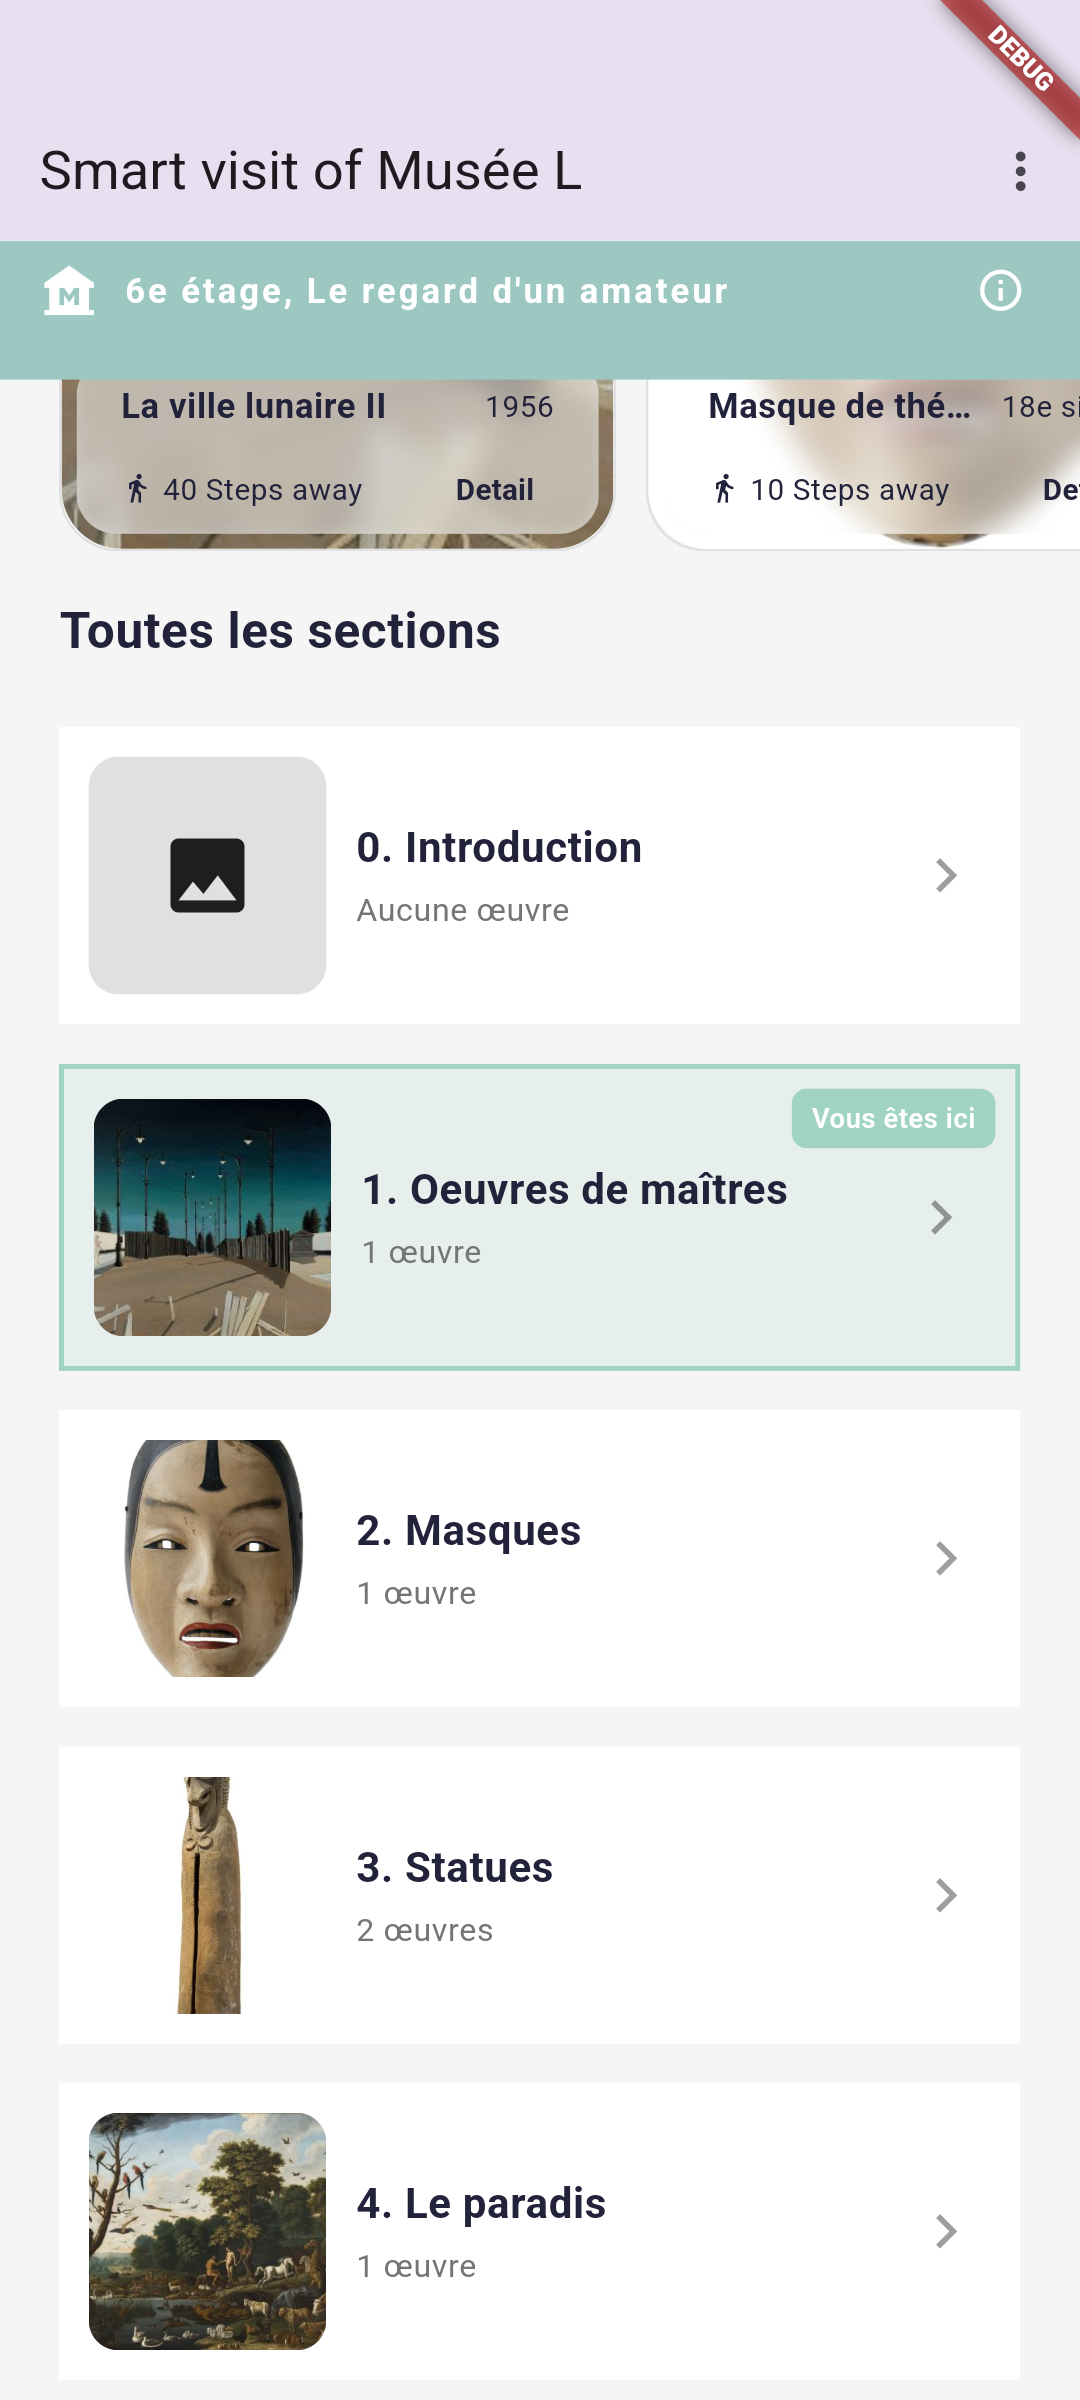 DEBUG
Smart visit of Musée L
6e étage, Le regard d'un amateur
La ville lunaire II 1956
40 Steps away Detail
Masque de thé... 18e si
10 Steps away De
Toutes les sections
0. Introduction
Aucune œuvre
Vous êtes ici
1. Oeuvres de maîtres
1 œuvre
2. Masques
1 œuvre
3. Statues
2 œuvres
4. Le paradis
1 œuvre